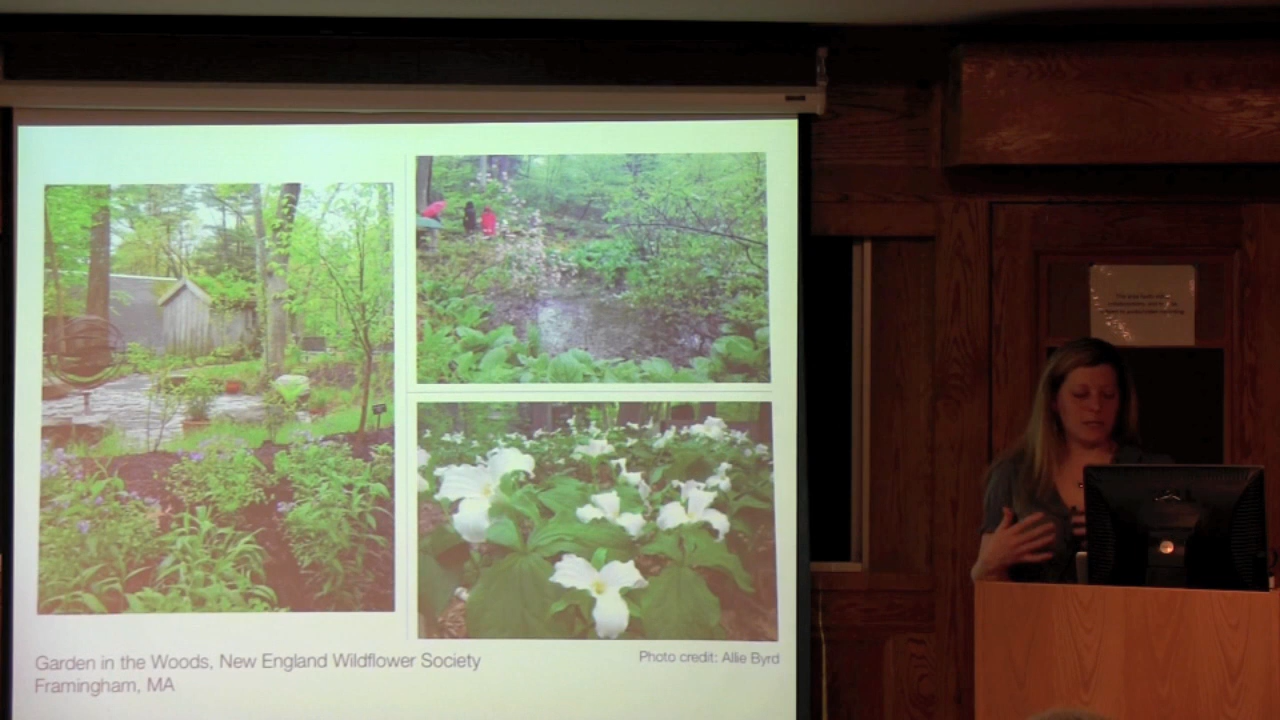 Garden in the Woods, New England Wildflower Society
Framingham, MA
Photo credit: Allie Byrd